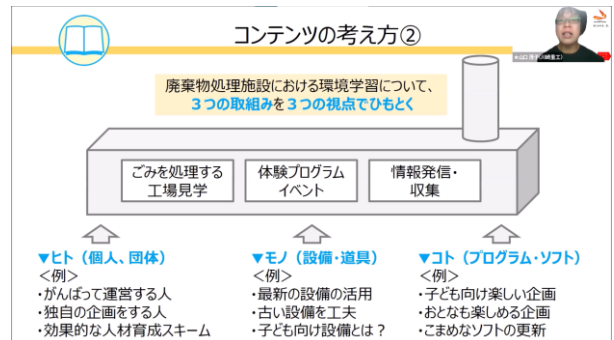 コンテンツの考え方②
廃棄物処理施設における環境学習について、
３つの取組みを３つの視点でひもとく
ごみを処理する
工場見学
体験プログラム
イベント
情報発信・
収集
▼ヒト（個人、団体）
＜例＞
・がんばって運営する人
・独自の企画をする人
・効果的な人材育成スキーム
▼モノ（設備・道具）
＜例＞
・最新の設備の活用
・古い設備を工夫
・子ども向け設備とは？
▼コト（プログラム・ソフト）
＜例＞
・子ども向け楽しい企画
・おとなも楽しめる企画
・こまめなソフトの更新